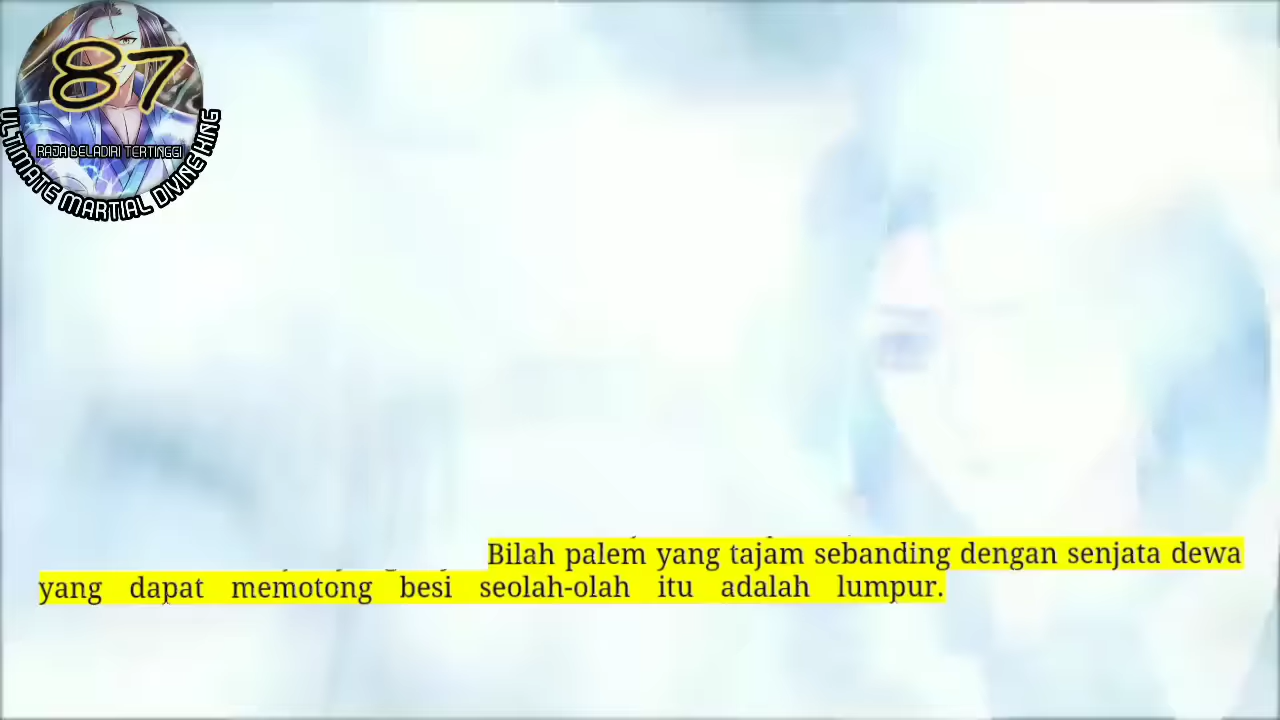 87
RAJA BELADIRI TERTINGGI
ULTIMATE MARTIAL DIVINE KING
Bilah palem yang tajam sebanding dengan senjata dewa
yang dapat memotong besi seolah-olah itu adalah lumpur.